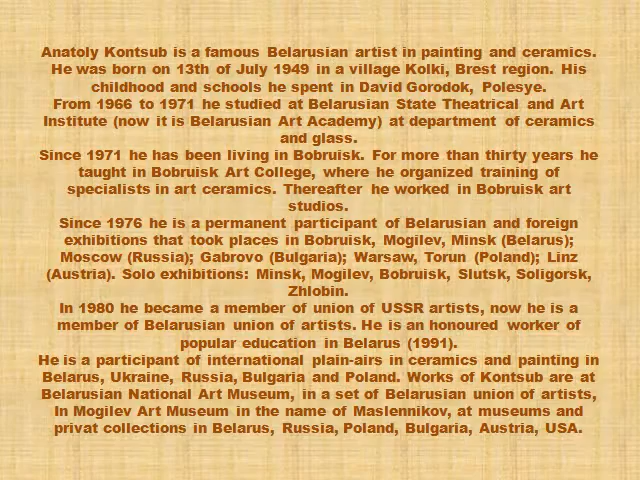 Anatoly Kontsub is a famous Belarusian artist in painting and ceramics.
He was born on 13th of July 1949 in a village Kolki, Brest region. His
childhood and schools he spent in David Gorodok, Polesye.
From 1966 to 1971 he studied at Belarusian State Theatrical and Art
Institute (now it is Belarusian Art Academy) at department of ceramics
and glass.
Since 1971 he has been living in Bobruisk. For more than thirty years he
taught in Bobruisk Art College, where he organized training of
specialists in art ceramics. Thereafter he worked in Bobruisk art
studios.
Since 1976 he is a permanent participant of Belarusian and foreign
exhibitions that took places in Bobruisk, Mogilev, Minsk (Belarus);
Moscow (Russia); Gabrovo (Bulgaria); Warsaw, Torun (Poland); Linz
(Austria). Solo exhibitions: Minsk, Mogilev, Bobruisk, Slutsk, Soligorsk,
Zhlobin.
In 1980 he became a member of union of USSR artists, now he is a
member of Belarusian union of artists. He is an honoured worker of
popular education in Belarus (1991).
He is a participant of international plain-airs in ceramics and painting in
Belarus, Ukraine, Russia, Bulgaria and Poland. Works of Kontsub are at
Belarusian National Art Museum, in a set of Belarusian union of artists,
In Mogilev Art Museum in the name of Maslennikov, at museums and
privat collections in Belarus, Russia, Poland, Bulgaria, Austria, USA.